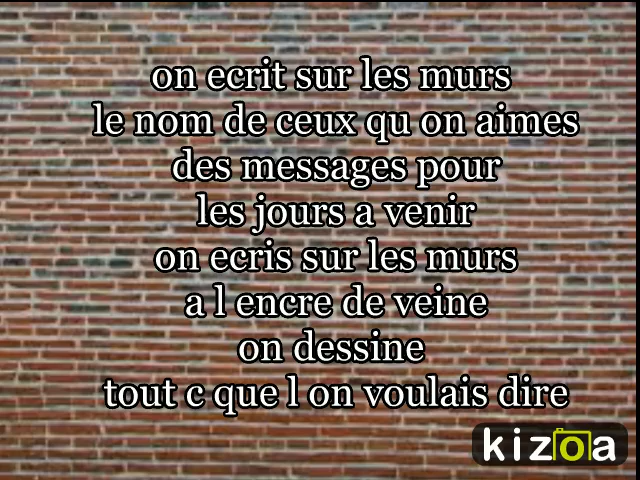 on ecrit sur les murs
le nom de ceux qu on aimes
des messages pour
les jours a venir
on ecris sur les murs
a l encre de veine
on dessine
tout c que l on voulais dire
kizoa